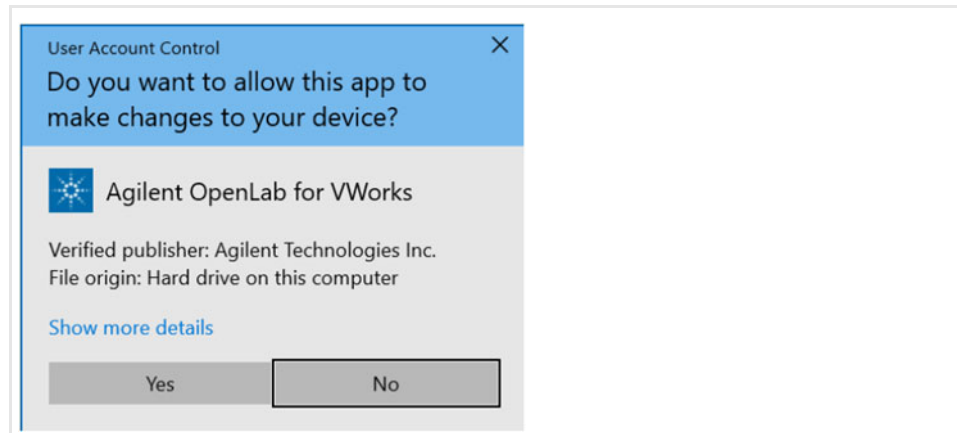 User Account Control
Do you want to allow this app to
make changes to your device?
Agilent OpenLab for VWorks
Verified publisher: Agilent Technologies Inc.
File origin: Hard drive on this computer
Show more details
Yes
No